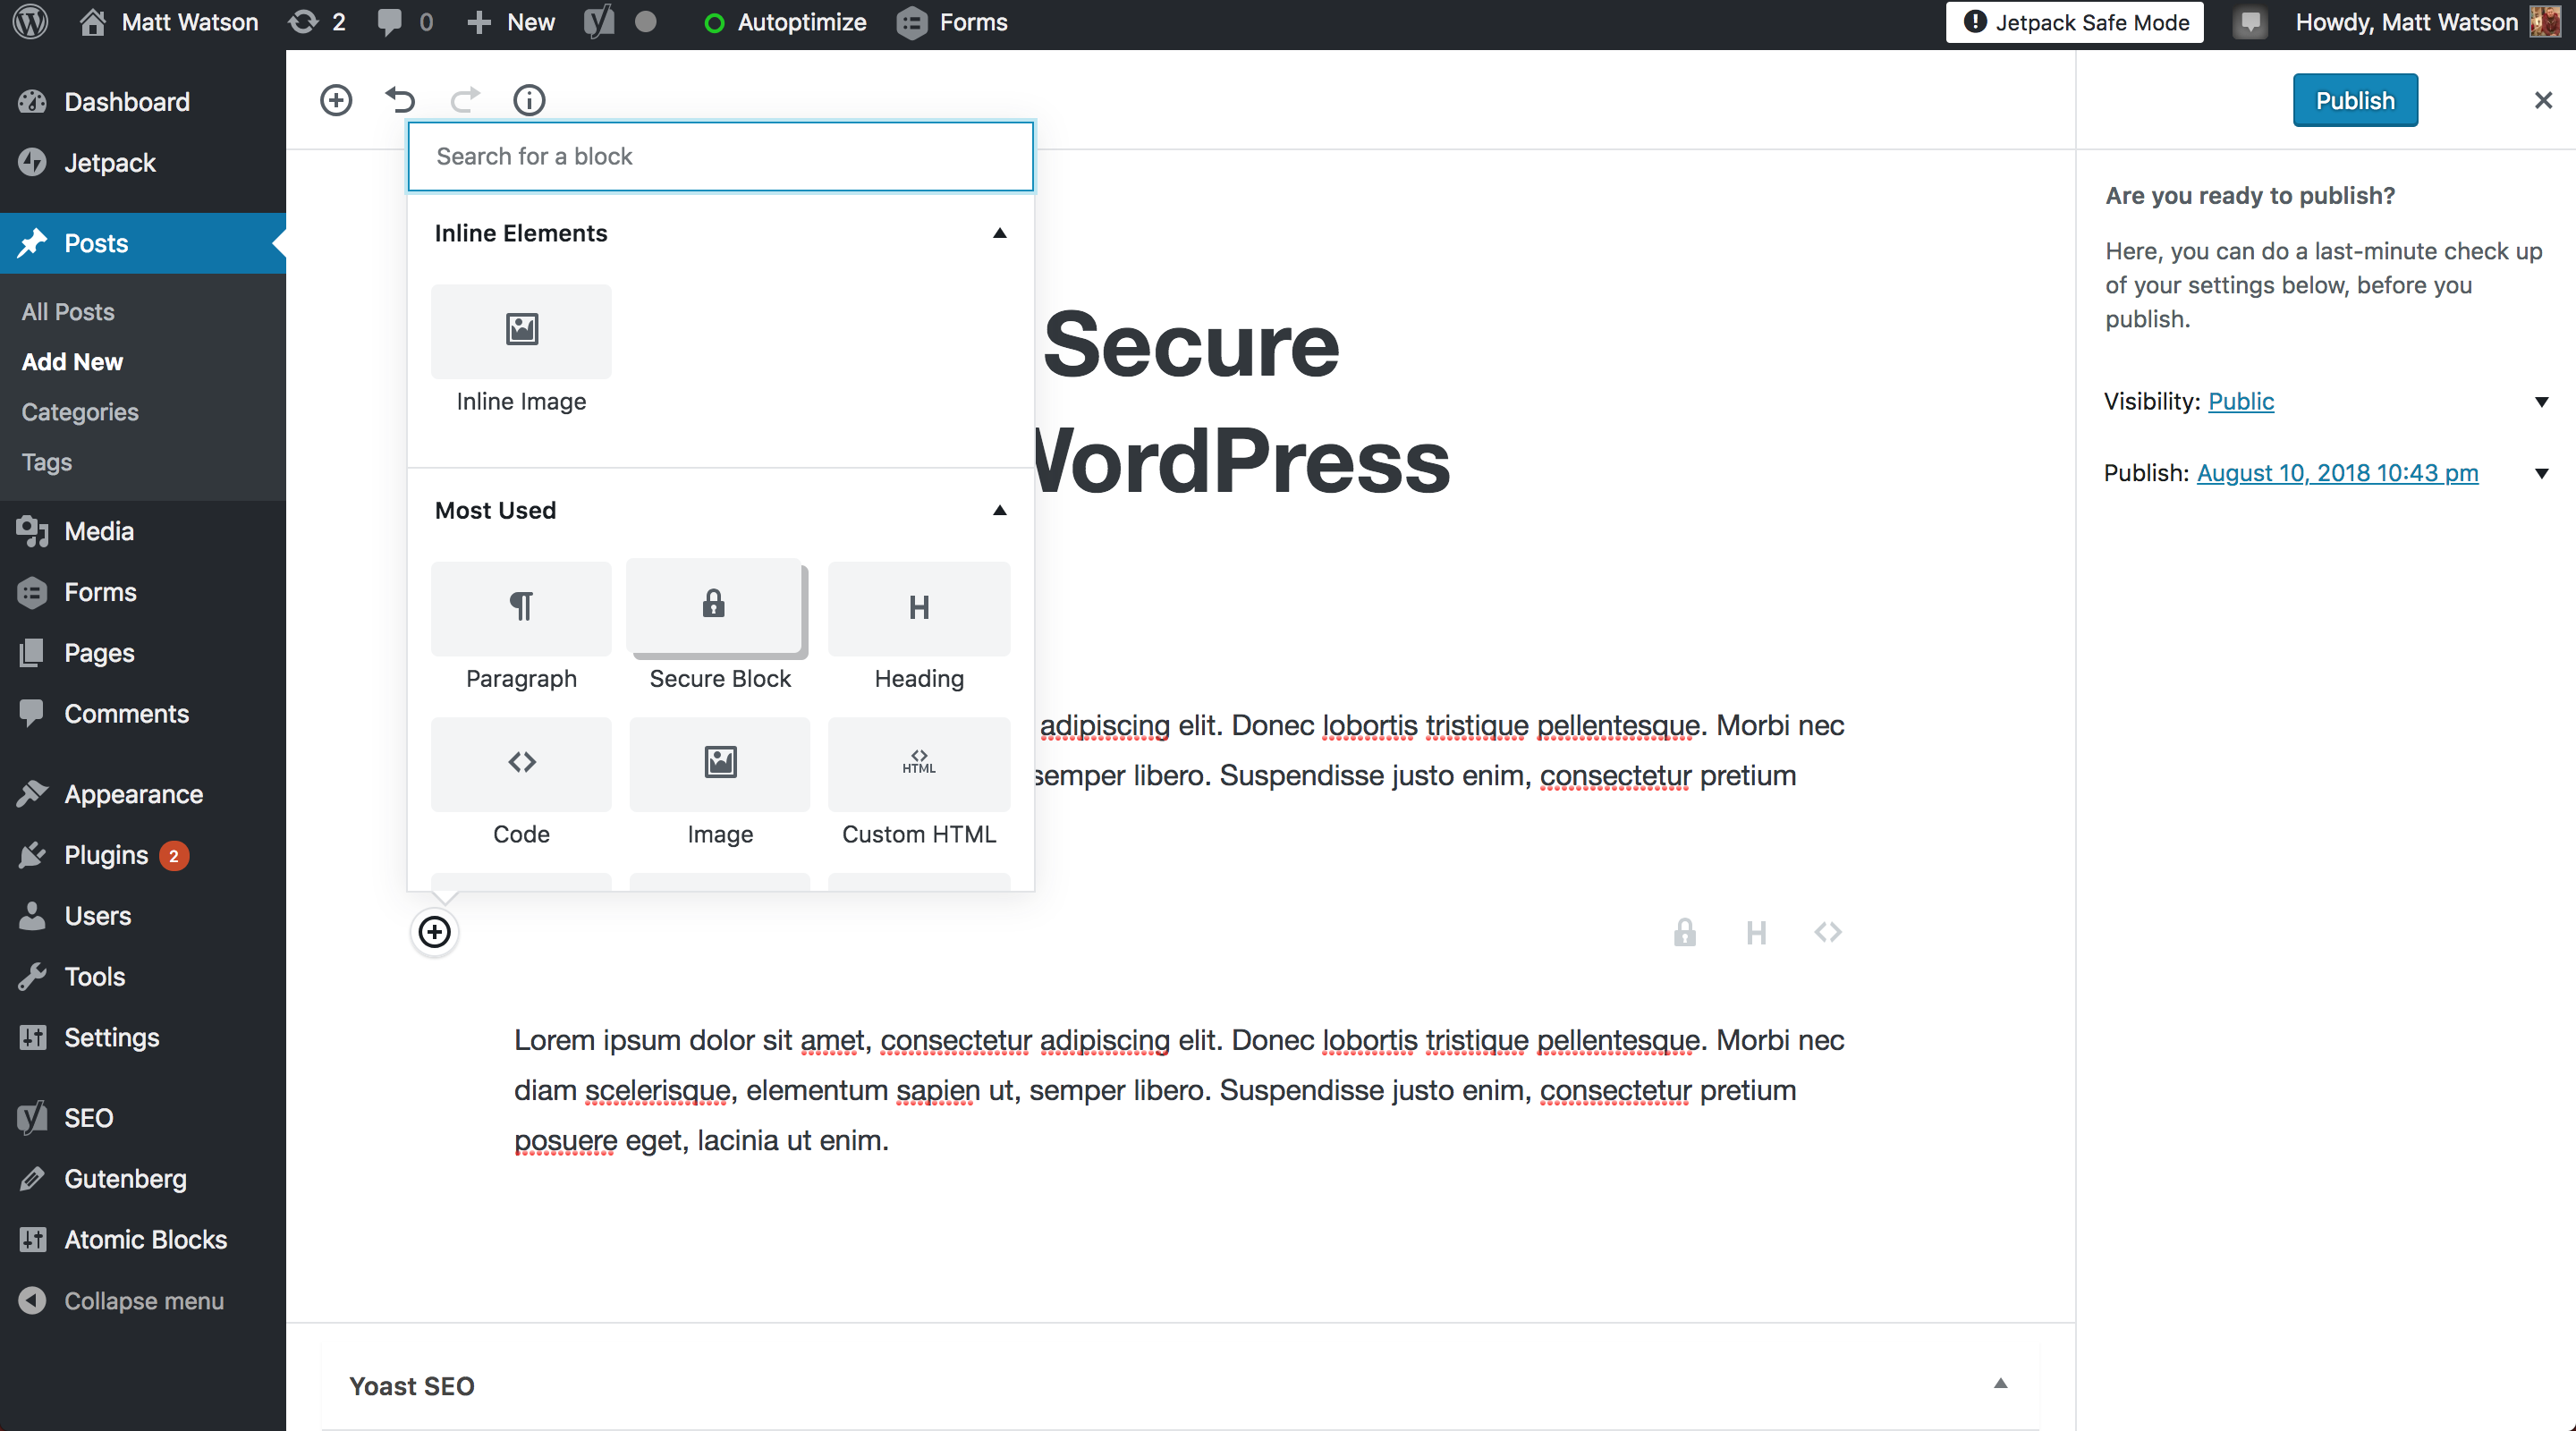 Matt Watson
2
0
New
Autoptimize
Forms
Jetpack Safe Mode
Howdy, Matt Watson
Dashboard
Jetpack
Posts
All Posts
Add New
Categories
Tags
Media
Forms
Pages
Comments
Appearance
Plugins 2
Users
Tools
Settings
SEO
Gutenberg
Atomic Blocks
Collapse menu
Search for a block
Inline Elements
Inline Image
Most Used
Paragraph
Secure Block
H
Heading
Code
Image
HTML
Custom HTML
Secure
WordPress
adipiscing elit. Donec lobortis tristique pellentesque. Morbi nec
semper libero. Suspendisse justo enim, consectetur pretium
H
Lorem ipsum dolor sit amet, consectetur adipiscing elit. Donec lobortis tristique pellentesque. Morbi nec
diam scelerisque, elementum sapien ut, semper libero. Suspendisse justo enim, consectetur pretium
posuere eget, lacinia ut enim.
Yoast SEO
Publish
Are you ready to publish?
Here, you can do a last-minute check up
of your settings below, before you
publish.
Visibility: Public
Publish: August 10, 2018 10:43 pm